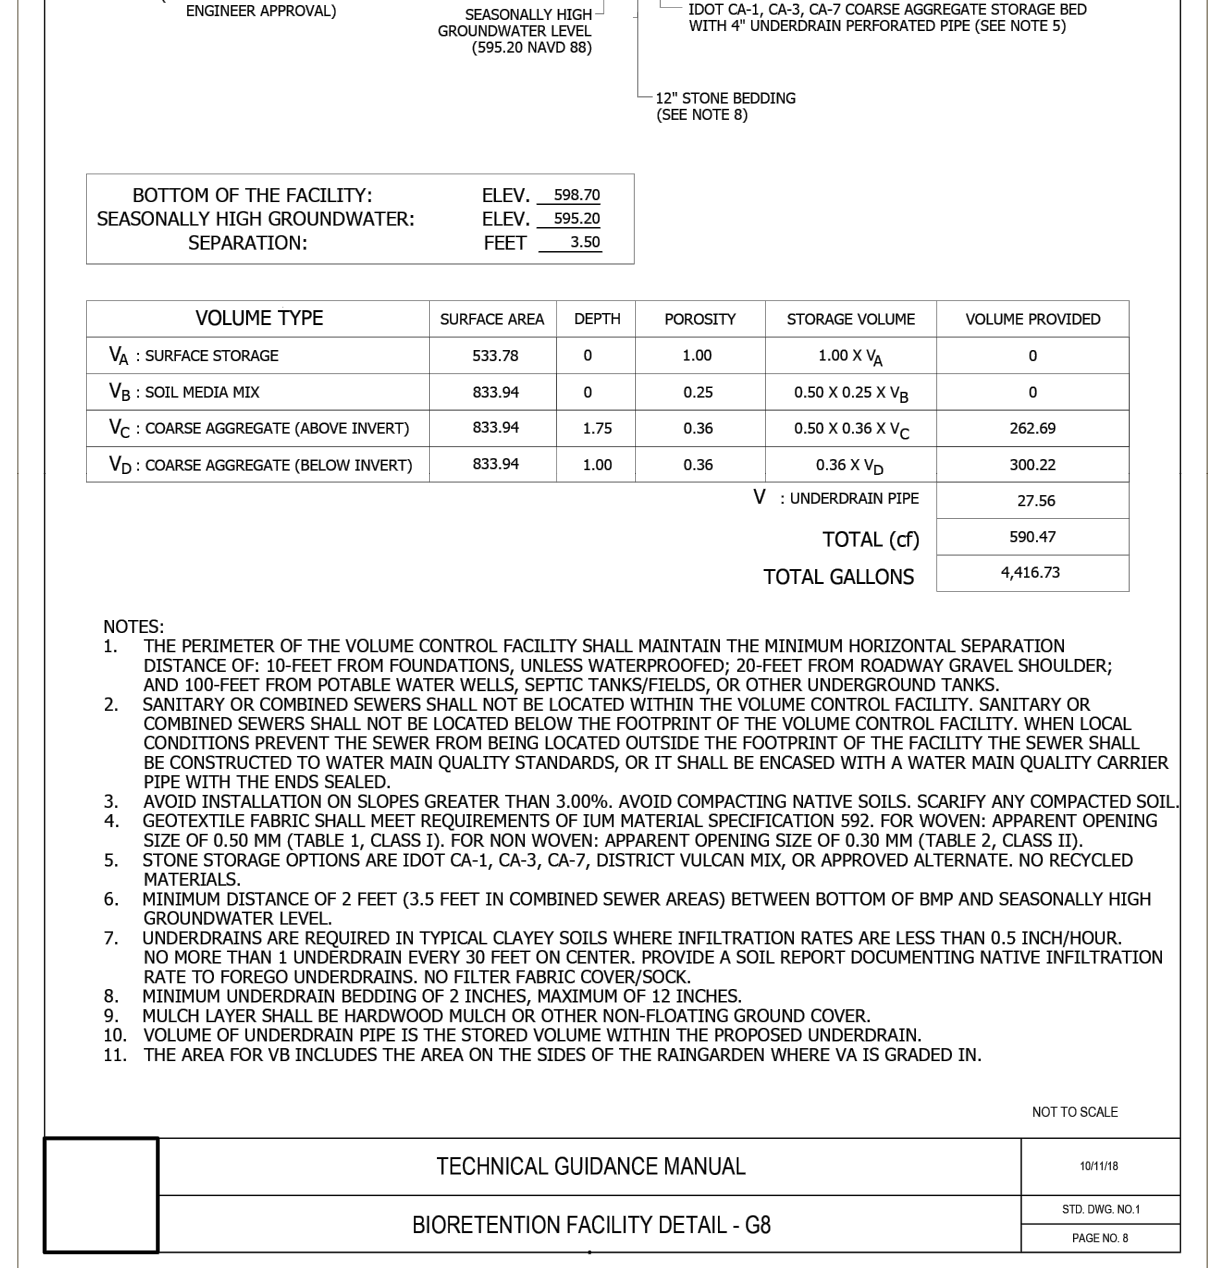 ENGINEER APPROVAL)
SEASONALLY HIGH
GROUNDWATER LEVEL
(595.20 NAVD 88)
IDOT CA-1, CA-3, CA-7 COARSE AGGREGATE STORAGE BED
WITH 4" UNDERDRAIN PERFORATED PIPE (SEE NOTE 5)
12" STONE BEDDING
(SEE NOTE 8)
BOTTOM OF THE FACILITY: ELEV. 598.70
SEASONALLY HIGH GROUNDWATER: ELEV. 595.20
SEPARATION: FEET 3.50
VOLUME TYPE SURFACE AREA DEPTH POROSITY STORAGE VOLUME VOLUME PROVIDED
VA : SURFACE STORAGE 533.78 0 1.00 1.00 X VA 0
VB : SOIL MEDIA MIX 833.94 0 0.25 0.50 X 0.25 X VB 0
VC : COARSE AGGREGATE (ABOVE INVERT) 833.94 1.75 0.36 0.50 X 0.36 X VC 262.69
VD : COARSE AGGREGATE (BELOW INVERT) 833.94 1.00 0.36 0.36 X VD 300.22
V : UNDERDRAIN PIPE 27.56
TOTAL (cf) 590.47
TOTAL GALLONS 4,416.73
NOTES:
1. THE PERIMETER OF THE VOLUME CONTROL FACILITY SHALL MAINTAIN THE MINIMUM HORIZONTAL SEPARATION
DISTANCE OF: 10-FEET FROM FOUNDATIONS, UNLESS WATERPROOFED; 20-FEET FROM ROADWAY GRAVEL SHOULDER;
AND 100-FEET FROM POTABLE WATER WELLS, SEPTIC TANKS/FIELDS, OR OTHER UNDERGROUND TANKS.
2. SANITARY OR COMBINED SEWERS SHALL NOT BE LOCATED WITHIN THE VOLUME CONTROL FACILITY. SANITARY OR
COMBINED SEWERS SHALL NOT BE LOCATED BELOW THE FOOTPRINT OF THE VOLUME CONTROL FACILITY. WHEN LOCAL
CONDITIONS PREVENT THE SEWER FROM BEING LOCATED OUTSIDE THE FOOTPRINT OF THE FACILITY THE SEWER SHALL
BE CONSTRUCTED TO WATER MAIN QUALITY STANDARDS, OR IT SHALL BE ENCASED WITH A WATER MAIN QUALITY CARRIER
PIPE WITH THE ENDS SEALED.
3. AVOID INSTALLATION ON SLOPES GREATER THAN 3.00%. AVOID COMPACTING NATIVE SOILS. SCARIFY ANY COMPACTED SOIL.
4. GEOTEXTILE FABRIC SHALL MEET REQUIREMENTS OF IUM MATERIAL SPECIFICATION 592. FOR WOVEN: APPARENT OPENING
SIZE OF 0.50 MM (TABLE 1, CLASS I). FOR NON WOVEN: APPARENT OPENING SIZE OF 0.30 MM (TABLE 2, CLASS II).
5. STONE STORAGE OPTIONS ARE IDOT CA-1, CA-3, CA-7, DISTRICT VULCAN MIX, OR APPROVED ALTERNATE. NO RECYCLED
MATERIALS.
6. MINIMUM DISTANCE OF 2 FEET (3.5 FEET IN COMBINED SEWER AREAS) BETWEEN BOTTOM OF BMP AND SEASONALLY HIGH
GROUNDWATER LEVEL.
7. UNDERDRAINS ARE REQUIRED IN TYPICAL CLAYEY SOILS WHERE INFILTRATION RATES ARE LESS THAN 0.5 INCH/HOUR.
NO MORE THAN 1 UNDERDRAIN EVERY 30 FEET ON CENTER. PROVIDE A SOIL REPORT DOCUMENTING NATIVE INFILTRATION
RATE TO FOREGO UNDERDRAINS. NO FILTER FABRIC COVER/SOCK.
8. MINIMUM UNDERDRAIN BEDDING OF 2 INCHES, MAXIMUM OF 12 INCHES.
9. MULCH LAYER SHALL BE HARDWOOD MULCH OR OTHER NON-FLOATING GROUND COVER.
10. VOLUME OF UNDERDRAIN PIPE IS THE STORED VOLUME WITHIN THE PROPOSED UNDERDRAIN.
11. THE AREA FOR VB INCLUDES THE AREA ON THE SIDES OF THE RAINGARDEN WHERE VA IS GRADED IN.
NOT TO SCALE
TECHNICAL GUIDANCE MANUAL
10/11/18
BIORETENTION FACILITY DETAIL - G8
STD. DWG. NO.1
PAGE NO. 8